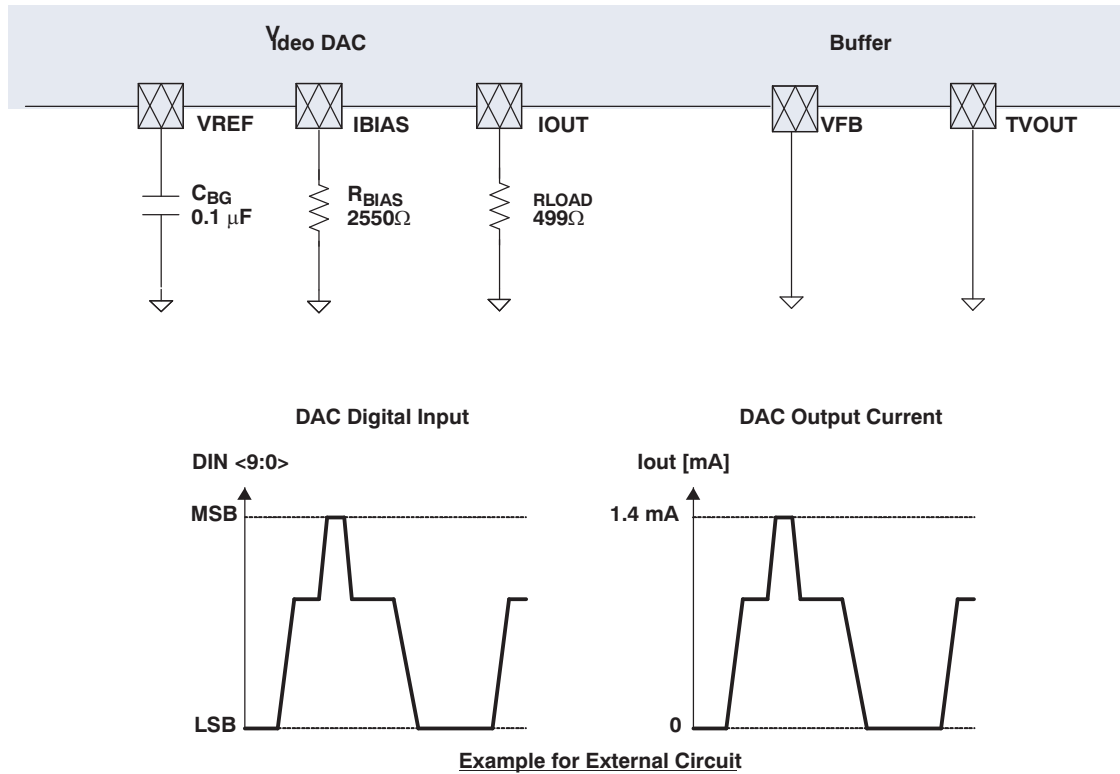 Video DAC
Buffer
VREF
IBIAS
IOUT
VFB
TVOUT
CBG
0.1 μF
RBIAS
2550Ω
RLOAD
499Ω
DAC Digital Input
DAC Output Current
DIN <9:0>
Iout [mA]
MSB
1.4 mA
LSB
0
Example for External Circuit